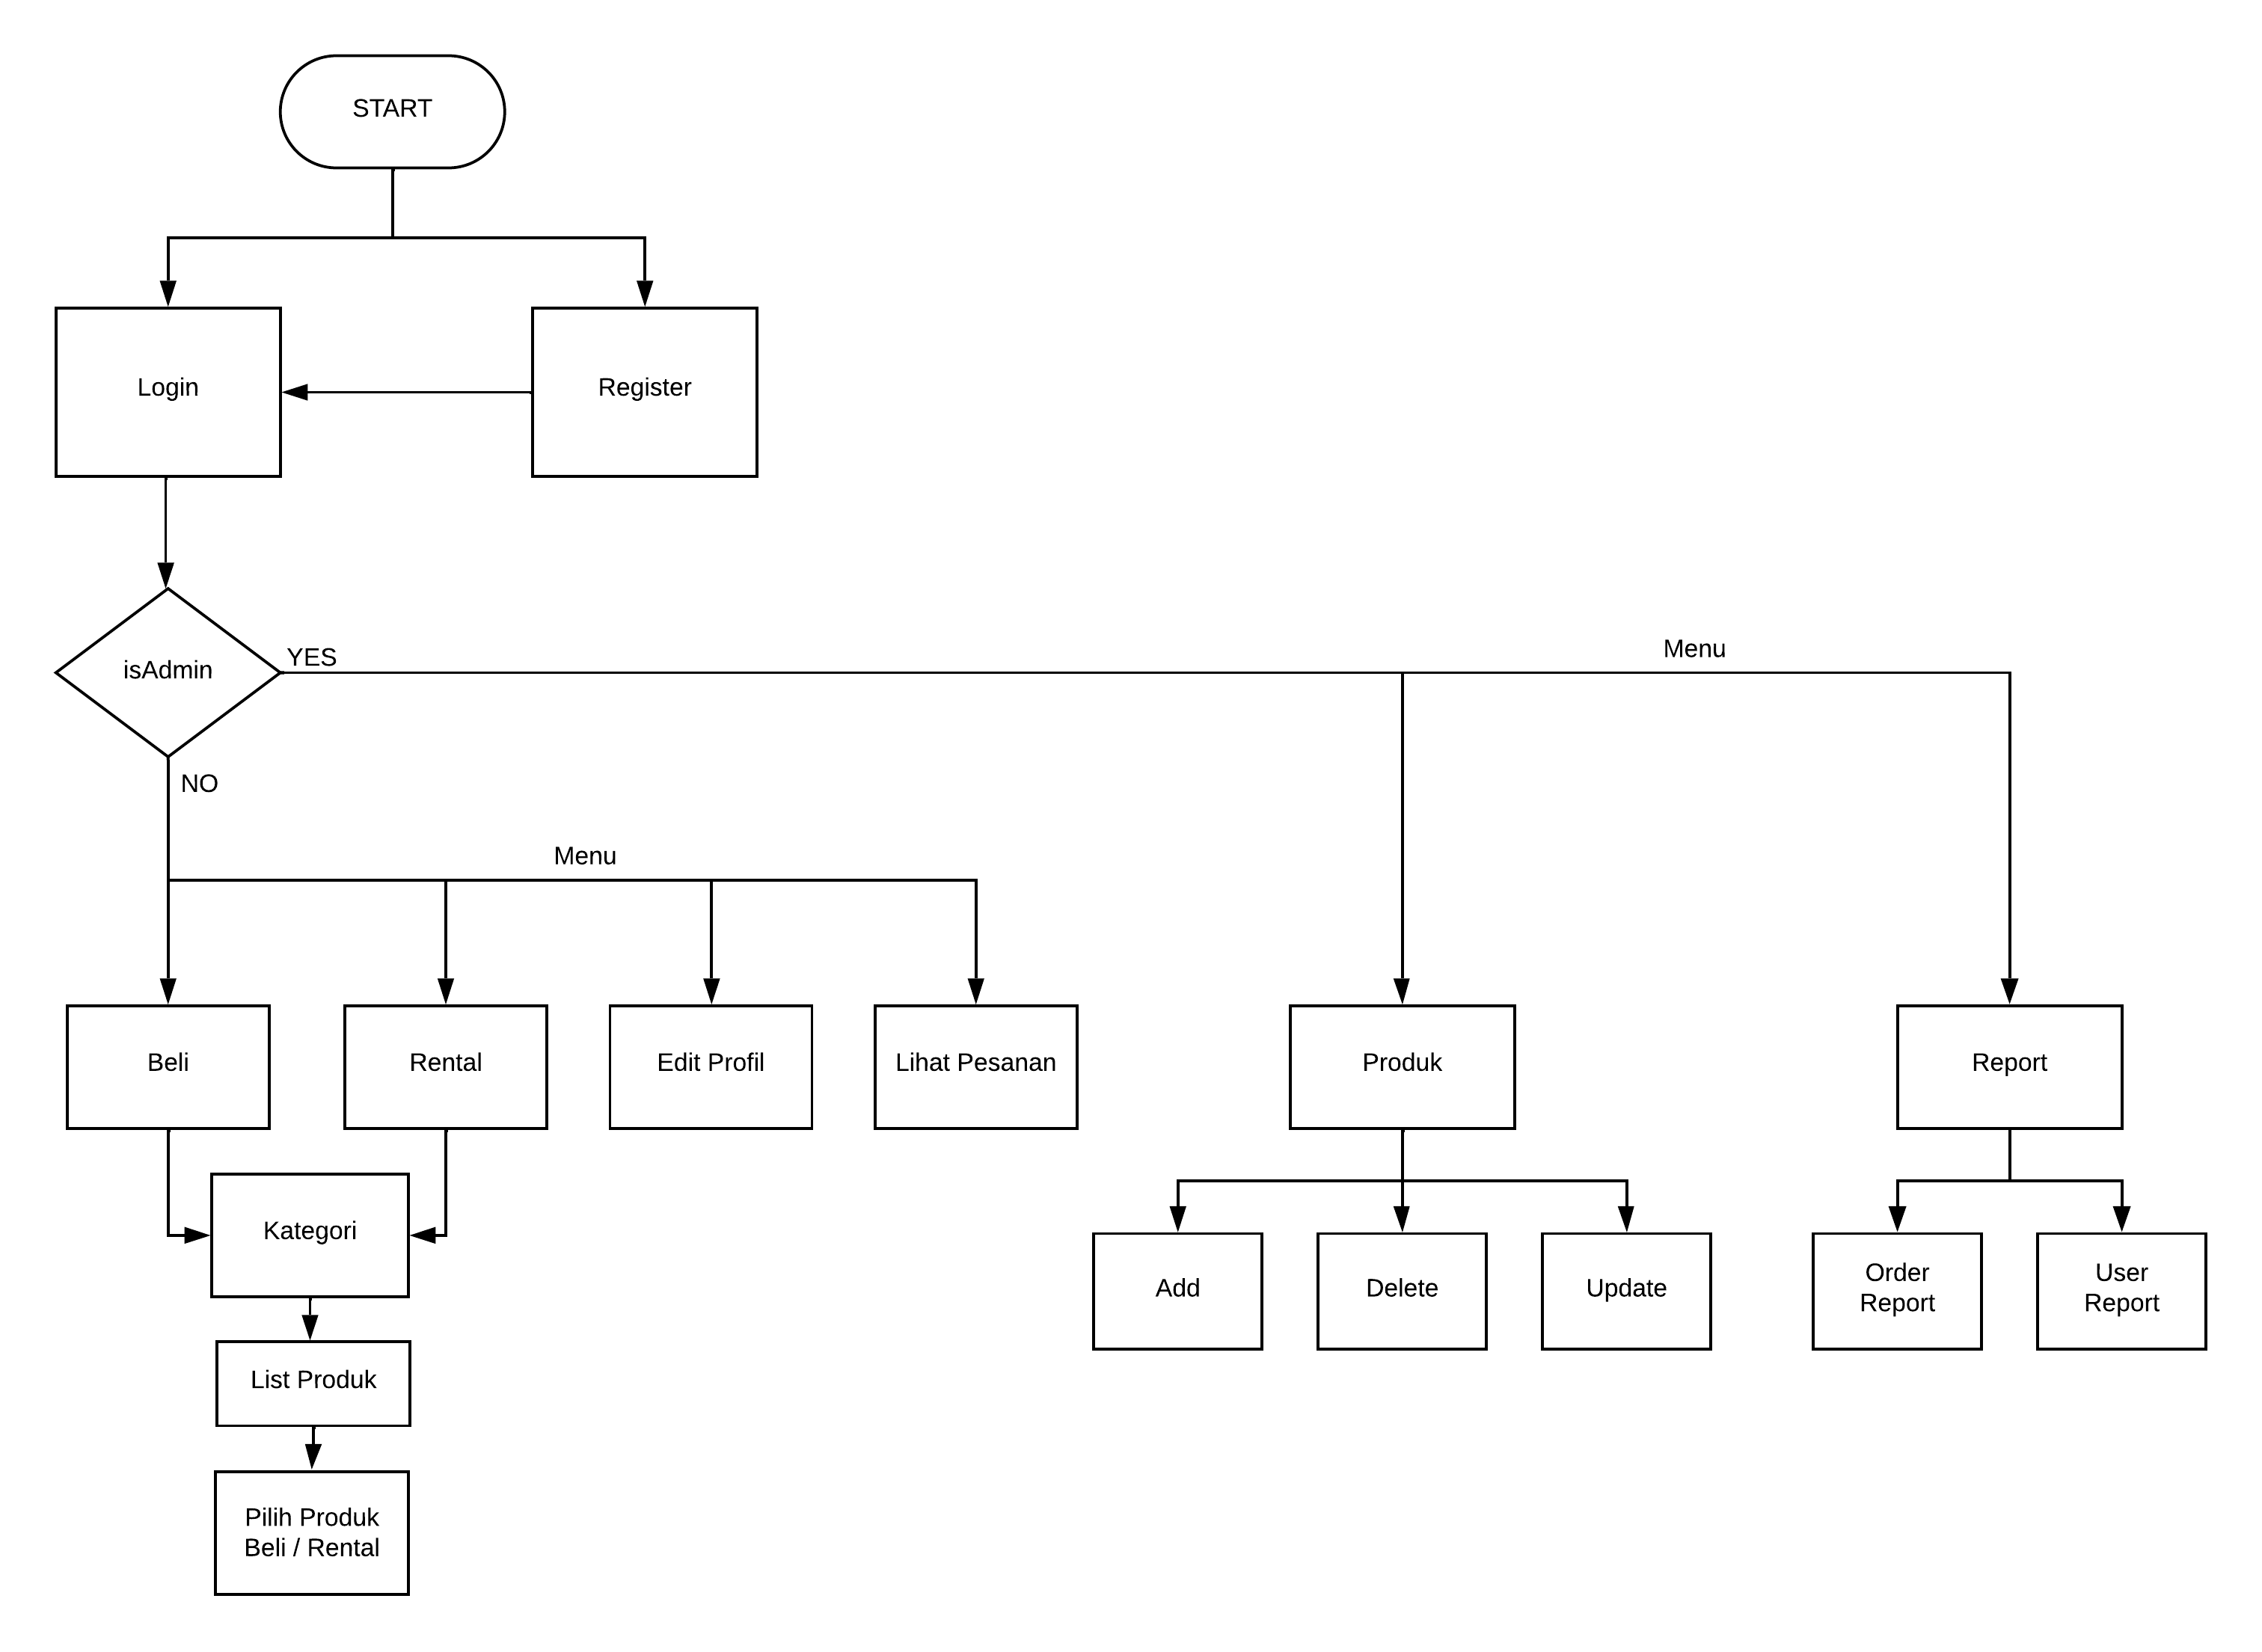 START
Login
Register
isAdmin
YES
Menu
NO
Menu
Beli
Rental
Edit Profil
Lihat Pesanan
Produk
Report
Kategori
Add
Delete
Update
Order
Report
User
Report
List Produk
Pilih Produk
Beli / Rental